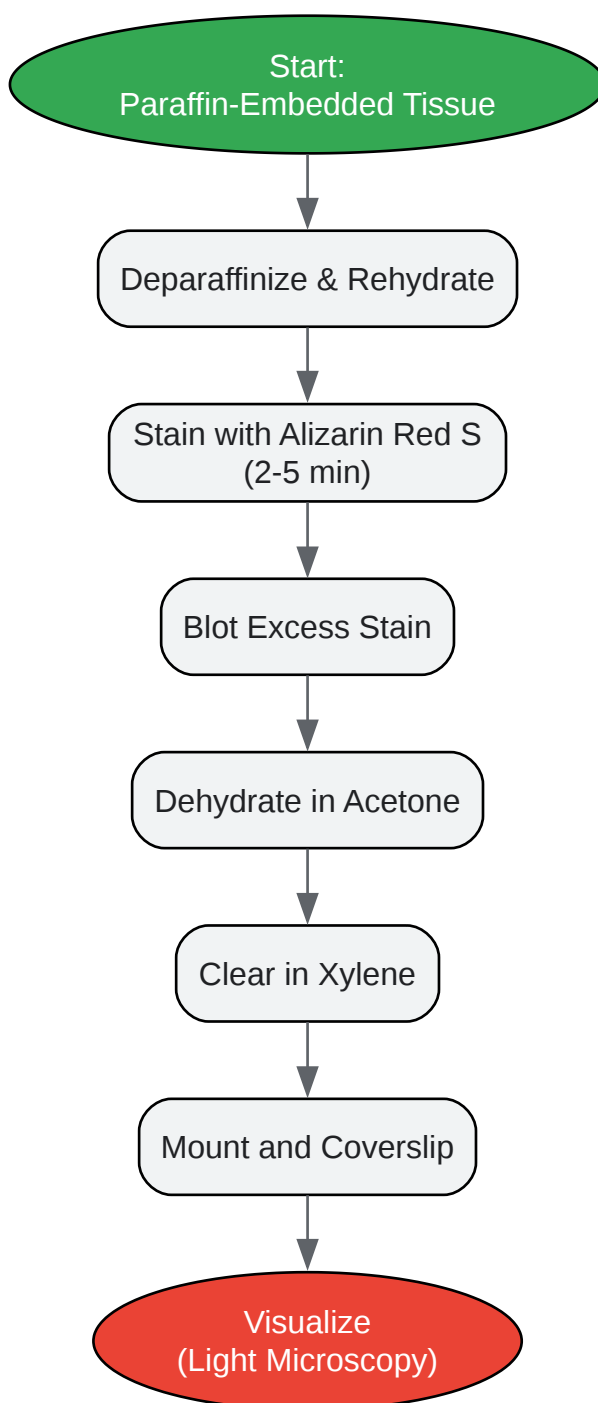 Start:
Paraffin-Embedded Tissue
Deparaffinize & Rehydrate
Stain with Alizarin Red S
(2-5 min)
Blot Excess Stain
Dehydrate in Acetone
Clear in Xylene
Mount and Coverslip
Visualize
(Light Microscopy)